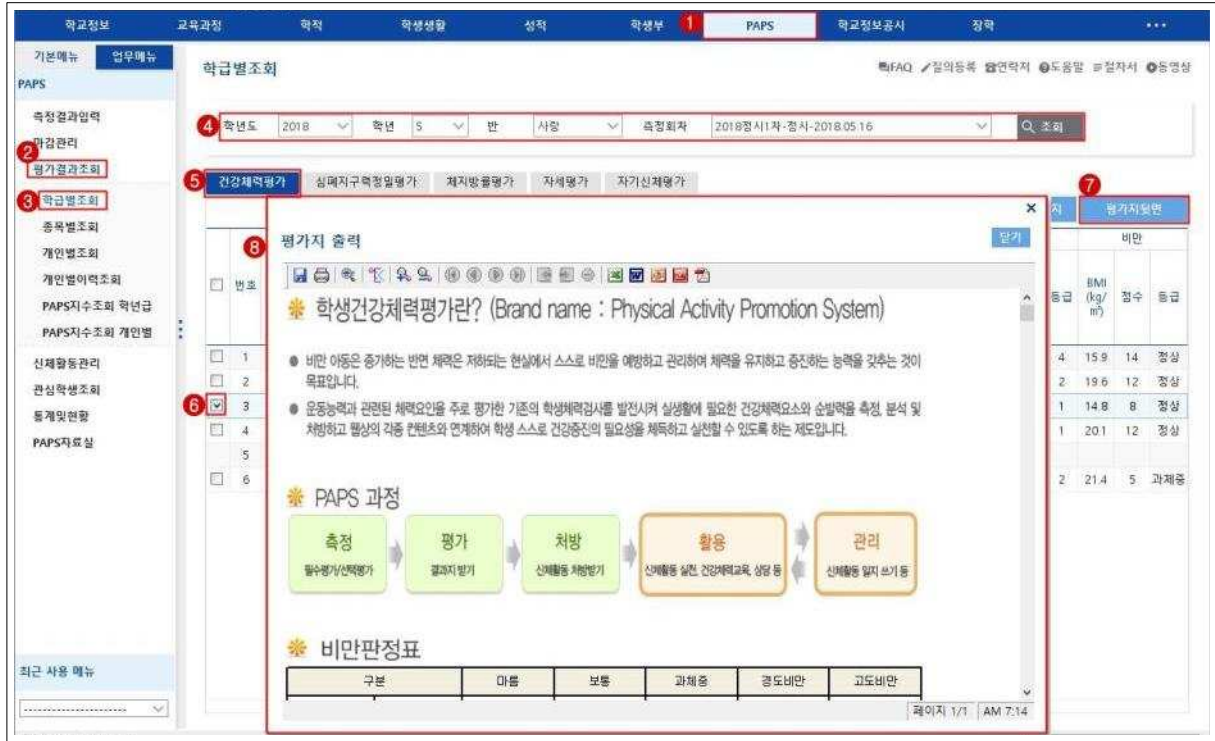 학교정보 교육과정 학적 학생생활 성적 학생부 1 PAPS 학교정보공시 장학 •••
기본메뉴 업무메뉴
PAPS
측정결과입력
마감관리
2 평가결과조회
3 학급별조회
종목별조회
개인별조회
개인별이력조회
PAPS지수조회 학년급
PAPS지수조회 개인별
신체활동관리
관심학생조회
통계및현황
PAPS자료실
최근 사용 메뉴
학급별조회
FAQ 질의등록 연락처 도움말 전자서 동영상
4 학년도 2018 학년 5 반 사랑 측정회차 2018정시1차-정시-2018.05.16 조회
5 건강체력평가 심폐지구력정밀평가 체지방률평가 자세평가 자기신체평가
지 7 평가지뒷면
8 평가지 출력 닫기
번호 등급 비만
BMI (kg/㎡) 점수 등급
1 4 15.9 14 정상
2 2 19.6 12 정상
6 3 1 14.8 8 정상
4 1 20.1 12 정상
5
6 2 21.4 5 과체중
학생건강체력평가란? (Brand name : Physical Activity Promotion System)
● 비만 아동은 증가하는 반면 체력은 저하되는 현실에서 스스로 비만을 예방하고 관리하여 체력을 유지하고 증진하는 능력을 갖추는 것이
목표입니다.
● 운동능력과 관련된 체력요인을 주로 평가한 기존의 학생체력검사를 발전시켜 실생활에 필요한 건강체력요소와 순발력을 측정, 분석 및
처방하고 웹상의 각종 컨텐츠와 연계하여 학생 스스로 건강증진의 필요성을 체득하고 실천할 수 있도록 하는 제도입니다.
PAPS 과정
측정 평가 처방 활용 관리
필수평가/선택평가 결과지 받기 신체활동 처방받기 신체활동 실천, 건강체력교육, 상담 등 신체활동 일지 쓰기 등
비만판정표
구분 마름 보통 과체중 경도비만 고도비만
페이지 1/1 AM 7:14